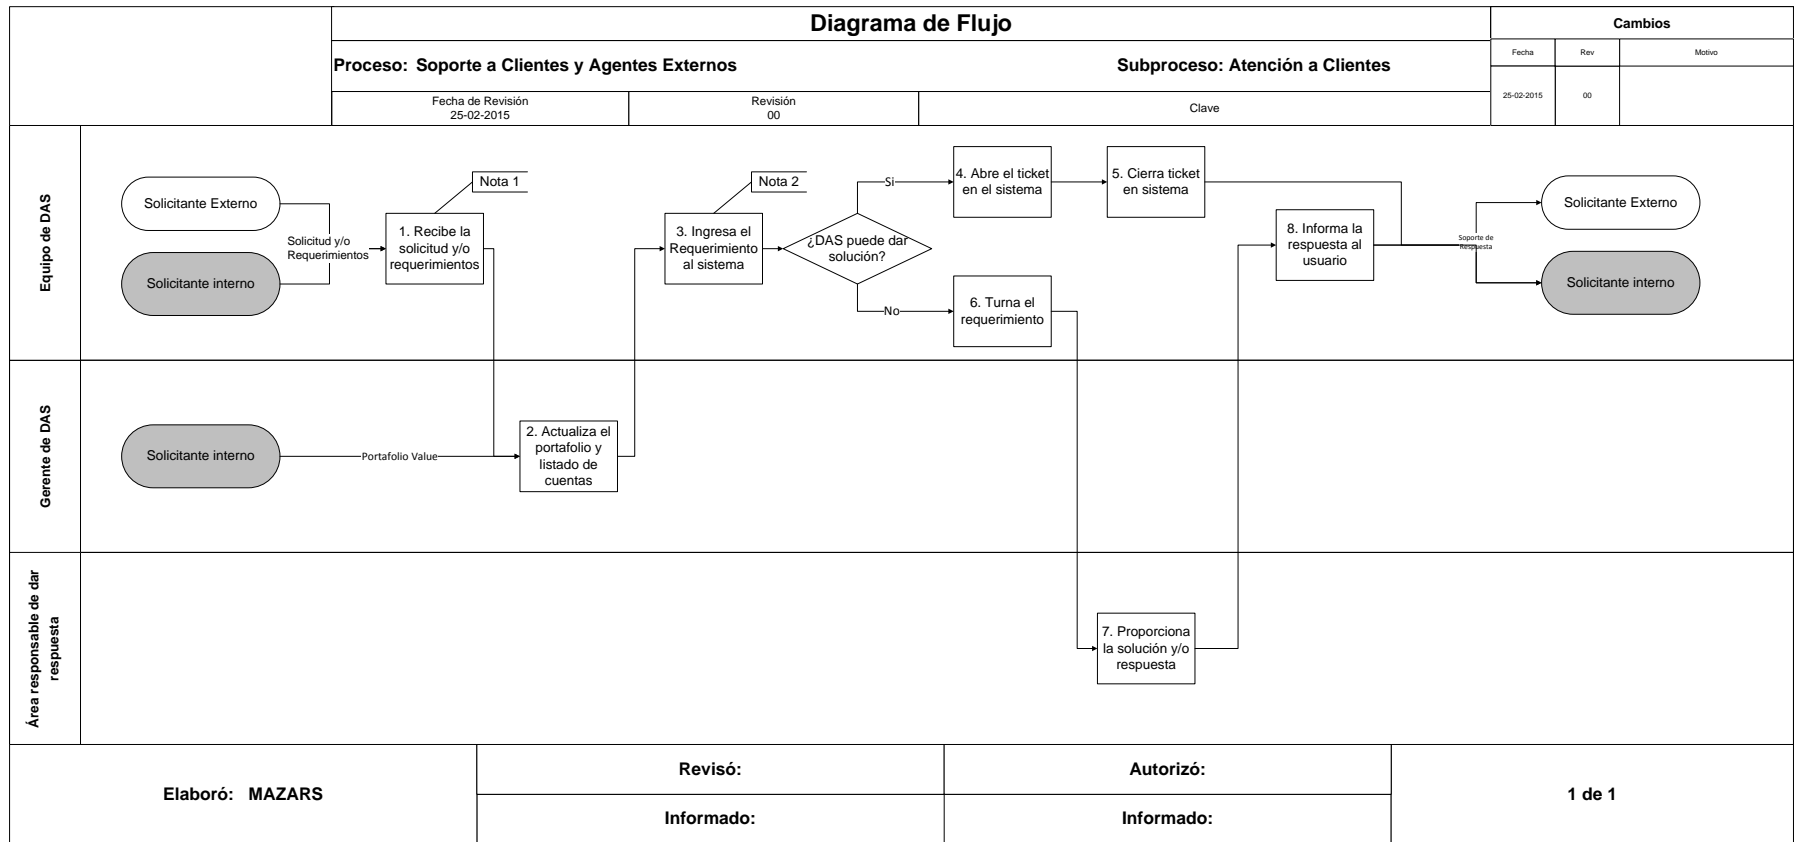 Diagrama de Flujo
Cambios
Proceso: Soporte a Clientes y Agentes Externos
Subproceso: Atención a Clientes
Fecha
Rev
Motivo
Fecha de Revisión
25-02-2015
Revisión
00
Clave
25-02-2015
00
Equipo de DAS
Solicitante Externo
Solicitante interno
Solicitud y/o
Requerimientos
Nota 1
1. Recibe la
solicitud y/o
requerimientos
Nota 2
3. Ingresa el
Requerimiento
al sistema
¿DAS puede dar
solución?
Si
No
4. Abre el ticket
en el sistema
5. Cierra ticket
en sistema
6. Turna el
requerimiento
8. Informa la
respuesta al
usuario
Soporte de
Respuesta
Solicitante Externo
Solicitante interno
Gerente de DAS
Solicitante interno
Portafolio Value
2. Actualiza el
portafolio y
listado de
cuentas
Área responsable de dar
respuesta
7. Proporciona
la solución y/o
respuesta
Elaboró: MAZARS
Revisó:
Autorizó:
Informado:
Informado:
1 de 1